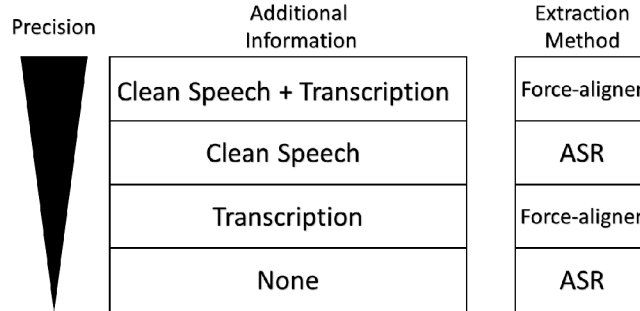 Precision
Additional
Information
Extraction
Method
Clean Speech + Transcription
Force-aligner
Clean Speech
ASR
Transcription
Force-aligner
None
ASR